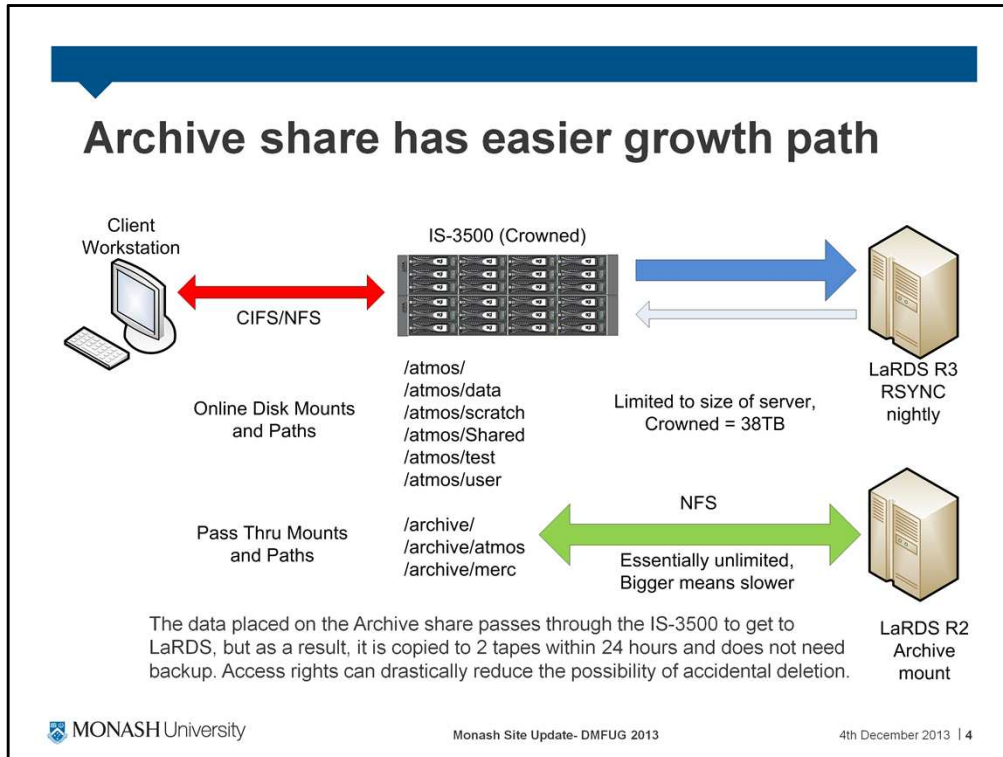 Archive share has easier growth path
Client
Workstation
IS-3500 (Crowned)
CIFS/NFS
LaRDS R3
RSYNC
nightly
Online Disk Mounts
and Paths
/atmos/
/atmos/data
/atmos/scratch
/atmos/Shared
/atmos/test
/atmos/user
Limited to size of server,
Crowned = 38TB
Pass Thru Mounts
and Paths
/archive/
/archive/atmos
/archive/merc
NFS
Essentially unlimited,
Bigger means slower
LaRDS R2
Archive
mount
The data placed on the Archive share passes through the IS-3500 to get to
LaRDS, but as a result, it is copied to 2 tapes within 24 hours and does not need
backup. Access rights can drastically reduce the possibility of accidental deletion.
MONASH University
Monash Site Update- DMFUG 2013
4th December 2013 | 4